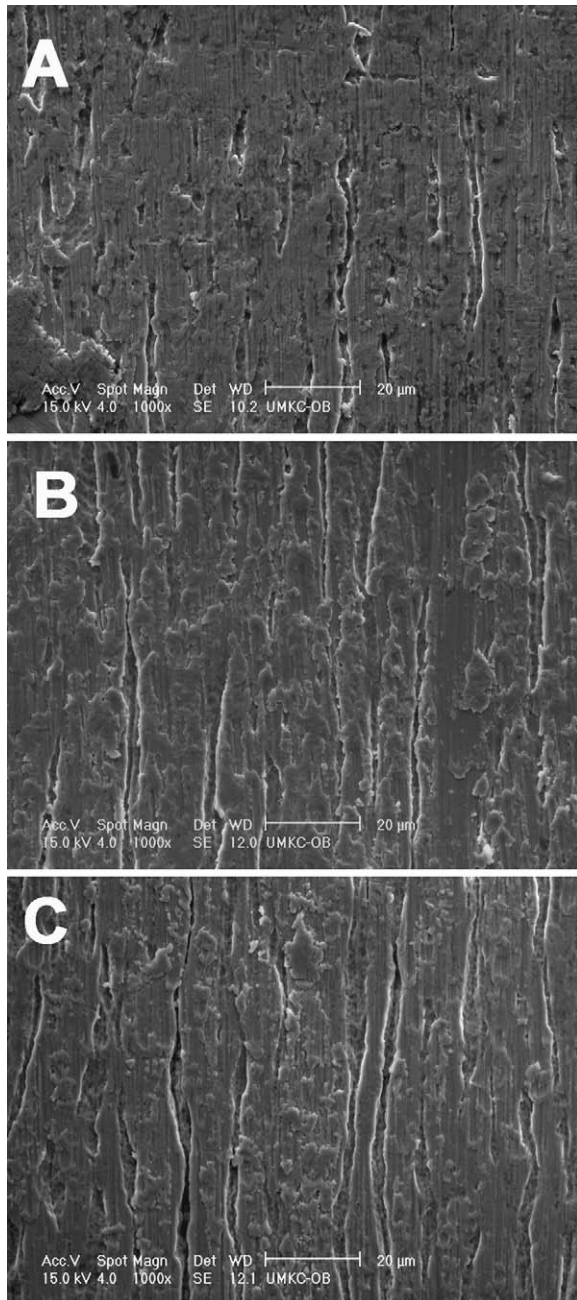 A
Acc.V Spot Magn Det WD 20 µm
15.0 kV 4.0 1000x SE 10.2 UMKC-OB
B
Acc.V Spot Magn Det WD 20 µm
15.0 kV 4.0 1000x SE 12.0 UMKC-OB
C
Acc.V Spot Magn Det WD 20 µm
15.0 kV 4.0 1000x SE 12.1 UMKC-OB